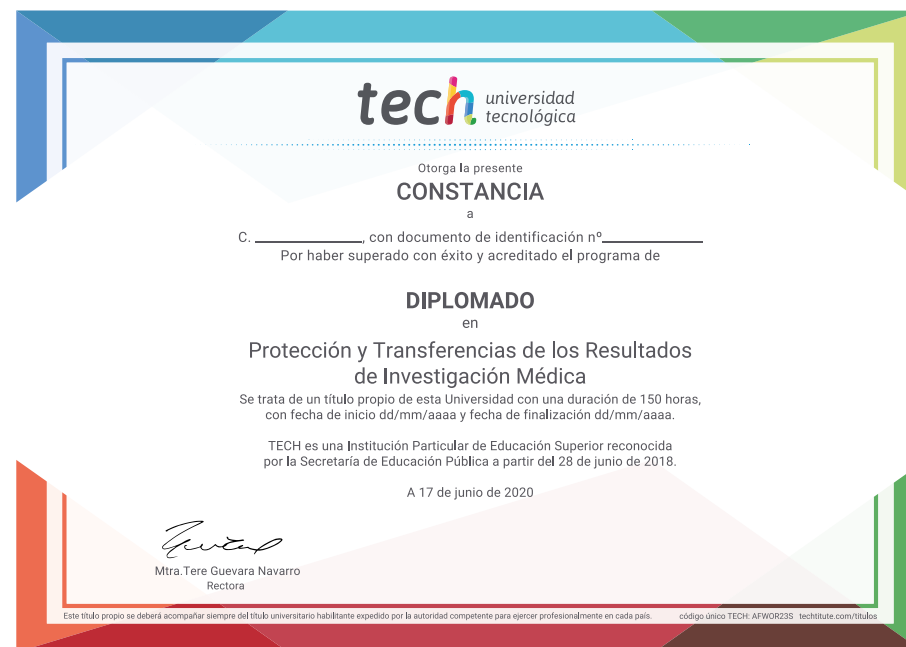 tech universidad
tecnológica
Otorga la presente
CONSTANCIA
a
C. ____________, con documento de identificación nº____________
Por haber superado con éxito y acreditado el programa de
DIPLOMADO
en
Protección y Transferencias de los Resultados
de Investigación Médica
Se trata de un título propio de esta Universidad con una duración de 150 horas,
con fecha de inicio dd/mm/aaaa y fecha de finalización dd/mm/aaaa.
TECH es una Institución Particular de Educación Superior reconocida
por la Secretaría de Educación Pública a partir del 28 de junio de 2018.
A 17 de junio de 2020
Mtra.Tere Guevara Navarro
Rectora
Este título propio se deberá acompañar siempre del título universitario habilitante expedido por la autoridad competente para ejercer profesionalmente en cada país. código único TECH: AFWOR23S techtitute.com/titulos